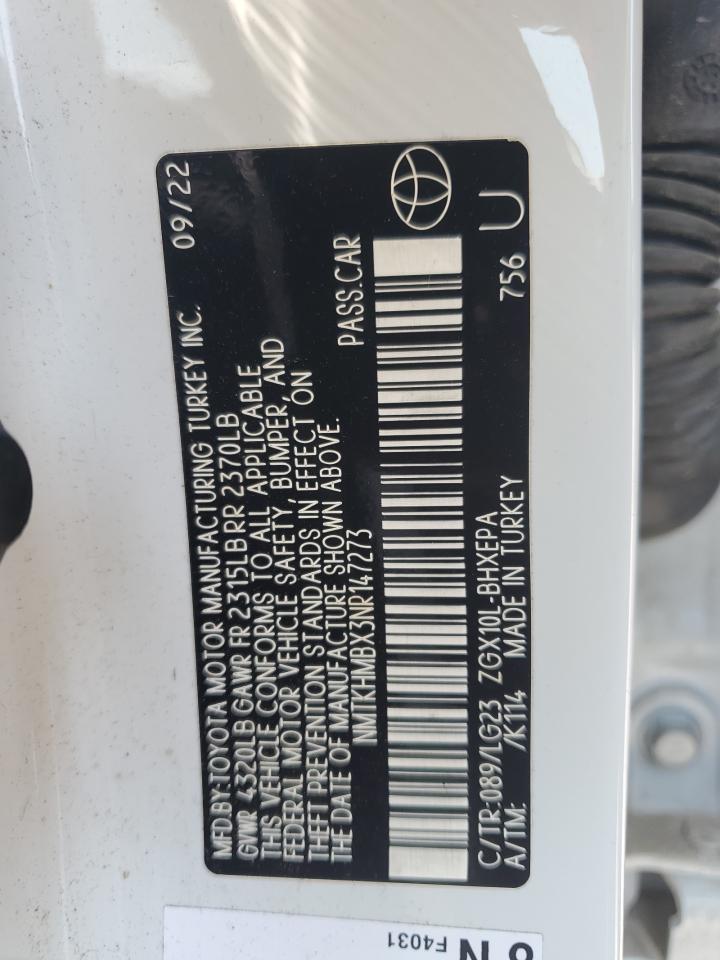 MFD.BY:TOYOTA MOTOR MANUFACTURING TURKEY INC. 09/22
GVWR 4320LB GAWR FR 2315LBRR 2370LB
THIS VEHICLE CONFORMS TO ALL APPLICABLE
FEDERAL MOTOR VEHICLE SAFETY, BUMPER, AND
THEFT PREVENTION STANDARDS IN EFFECT ON
THE DATE OF MANUFACTURE SHOWN ABOVE.
NMTKHMBX3NR147273 PASS.CAR
C/TR:089/LG23 ZGX10L-BHXEPA 756 U
A/TM: /K114 MADE IN TURKEY
F4031